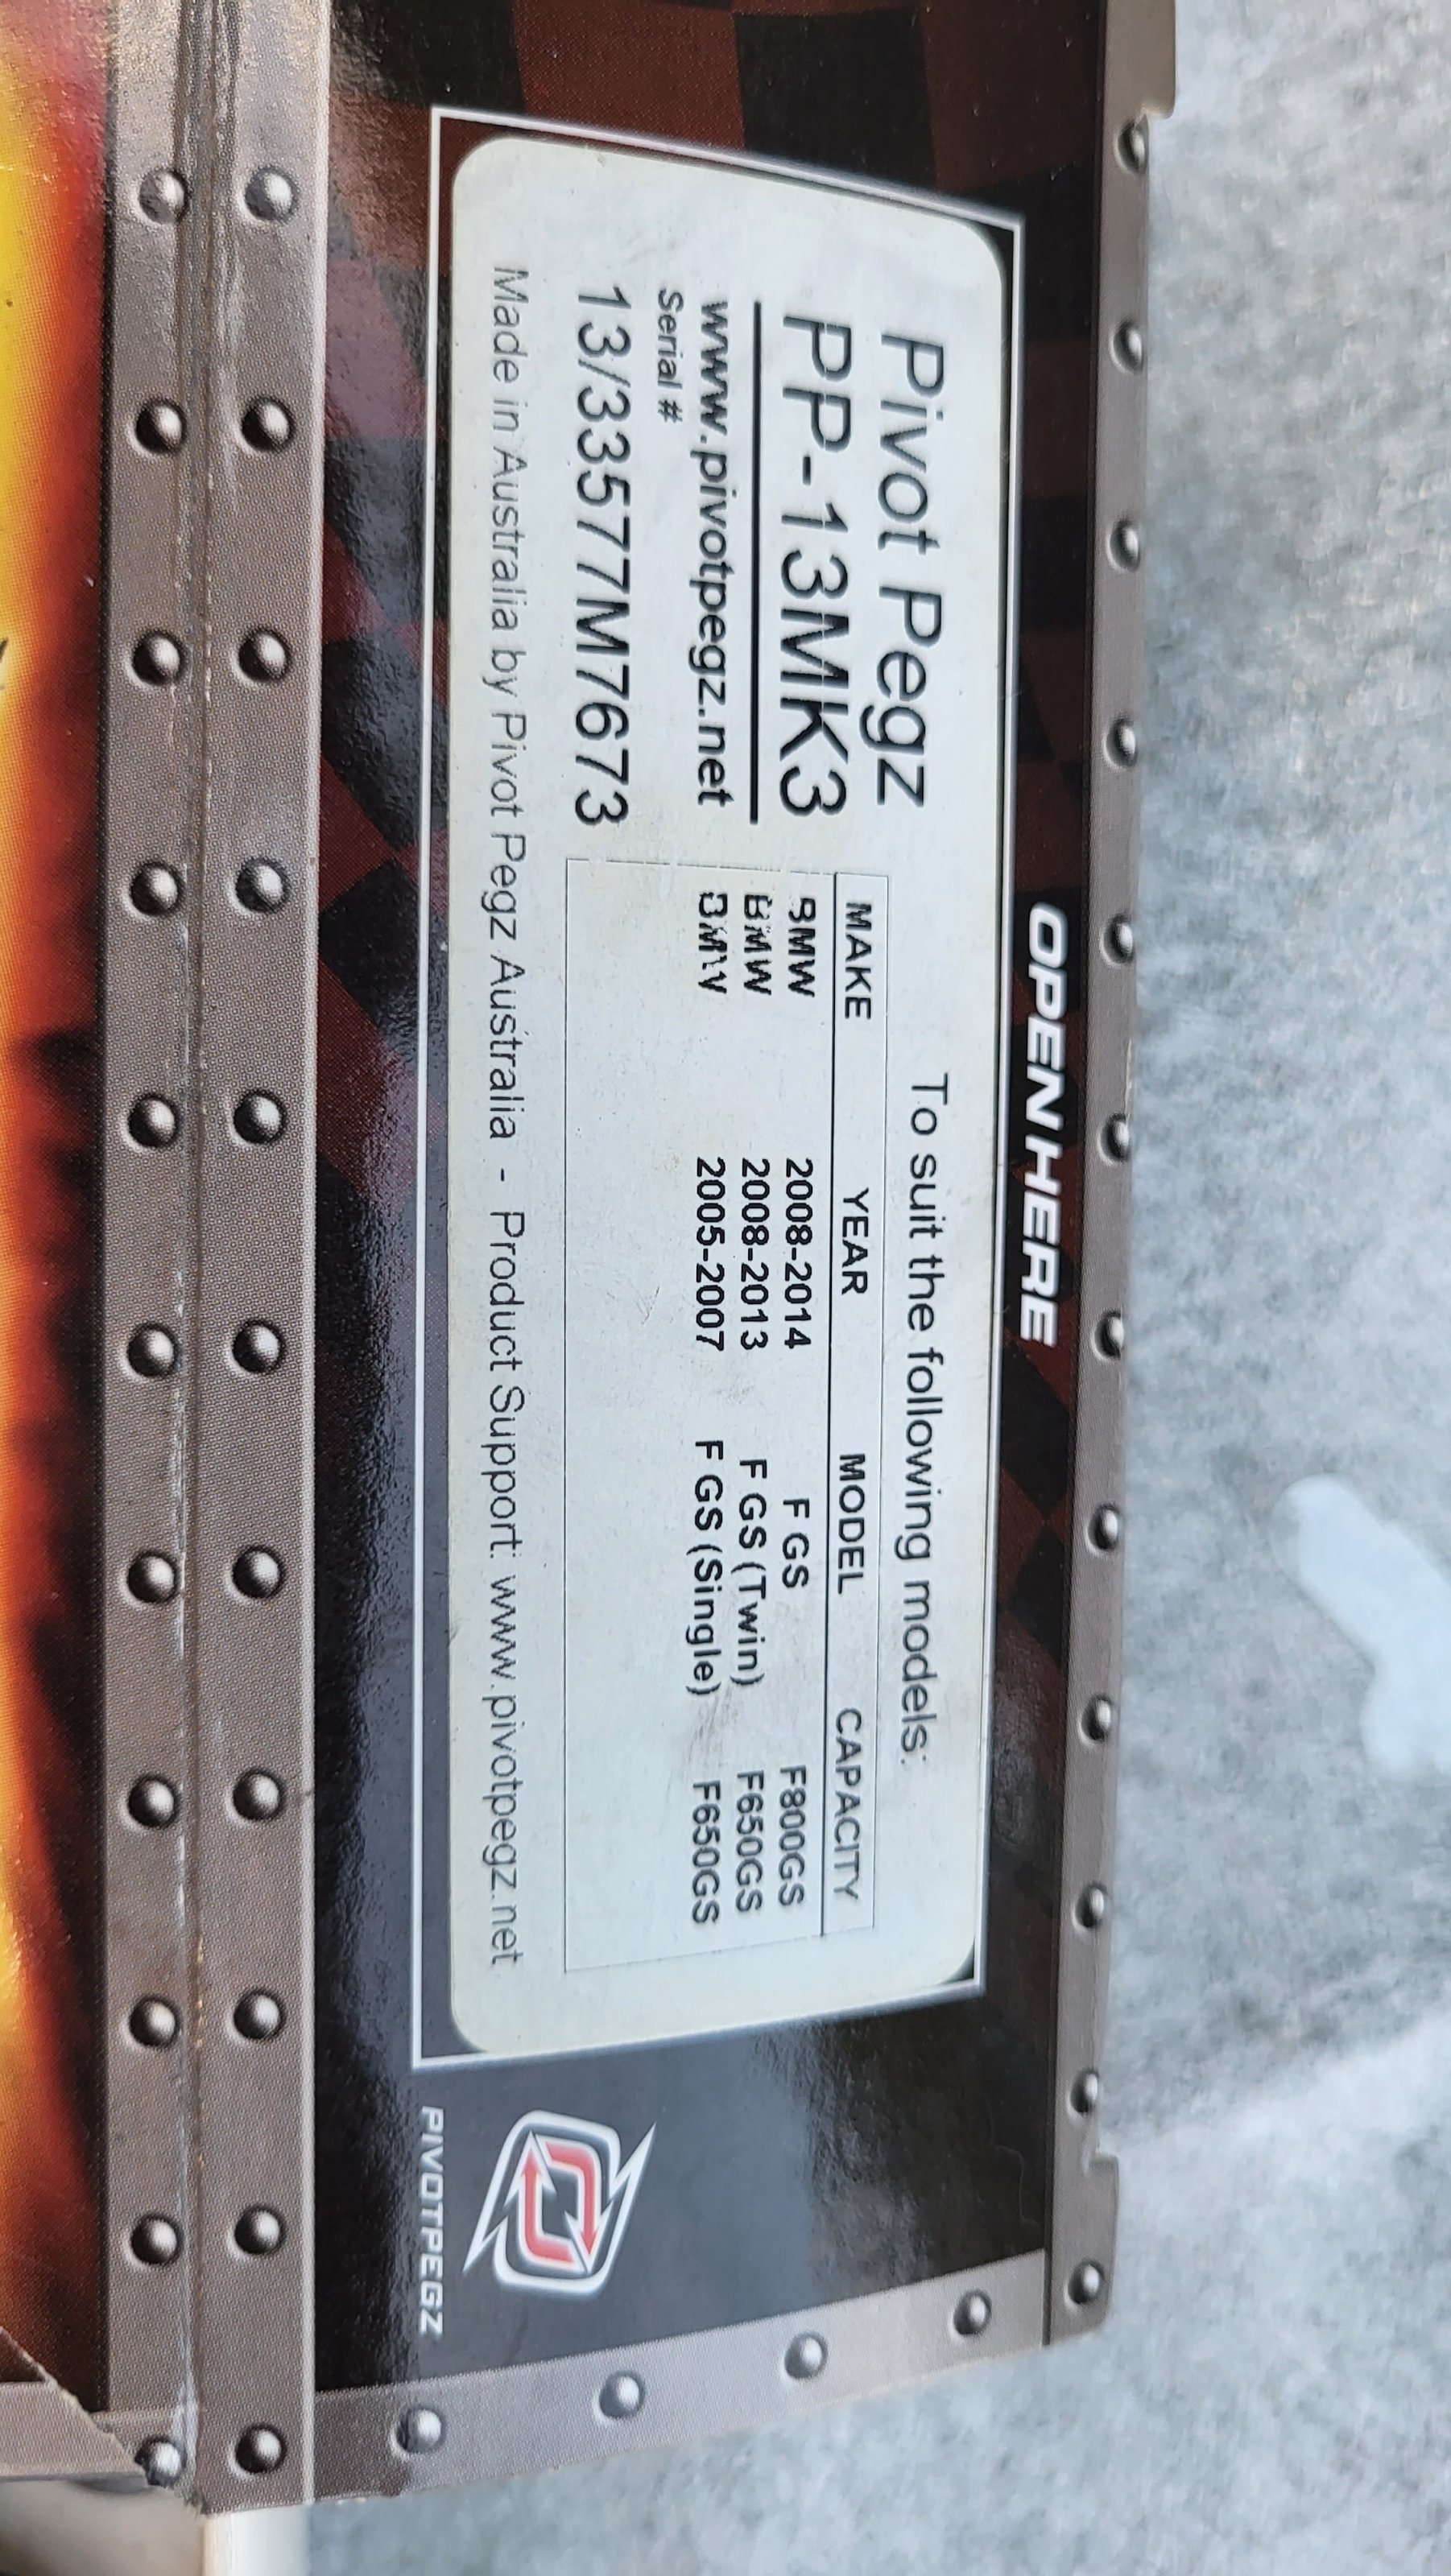 OPEN HERE
Pivot Pegz
PP-13MK3
www.pivotpegz.net
Serial #
13/33577M7673
To suit the following models:
MAKE YEAR MODEL CAPACITY
BMW 2008-2014 F GS F800GS
BMW 2008-2013 F GS (Twin) F650GS
BMW 2005-2007 F GS (Single) F650GS
Made in Australia by Pivot Pegz Australia - Product Support: www.pivotpegz.net
PIVOTPEGZ